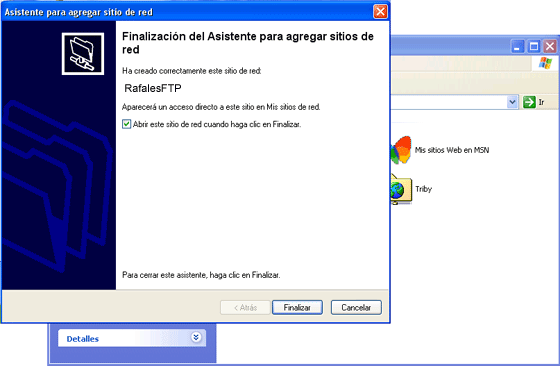 Asistente para agregar sitio de red
Finalización del Asistente para agregar sitios de
red
Ha creado correctamente este sitio de red:
RafalesFTP
Aparecerá un acceso directo a este sitio en Mis sitios de red.
Abrir este sitio de red cuando haga clic en Finalizar.
Para cerrar este asistente, haga clic en Finalizar.
< Atrás
Finalizar
Cancelar
Ir
Mis sitios Web en MSN
Triby
Detalles